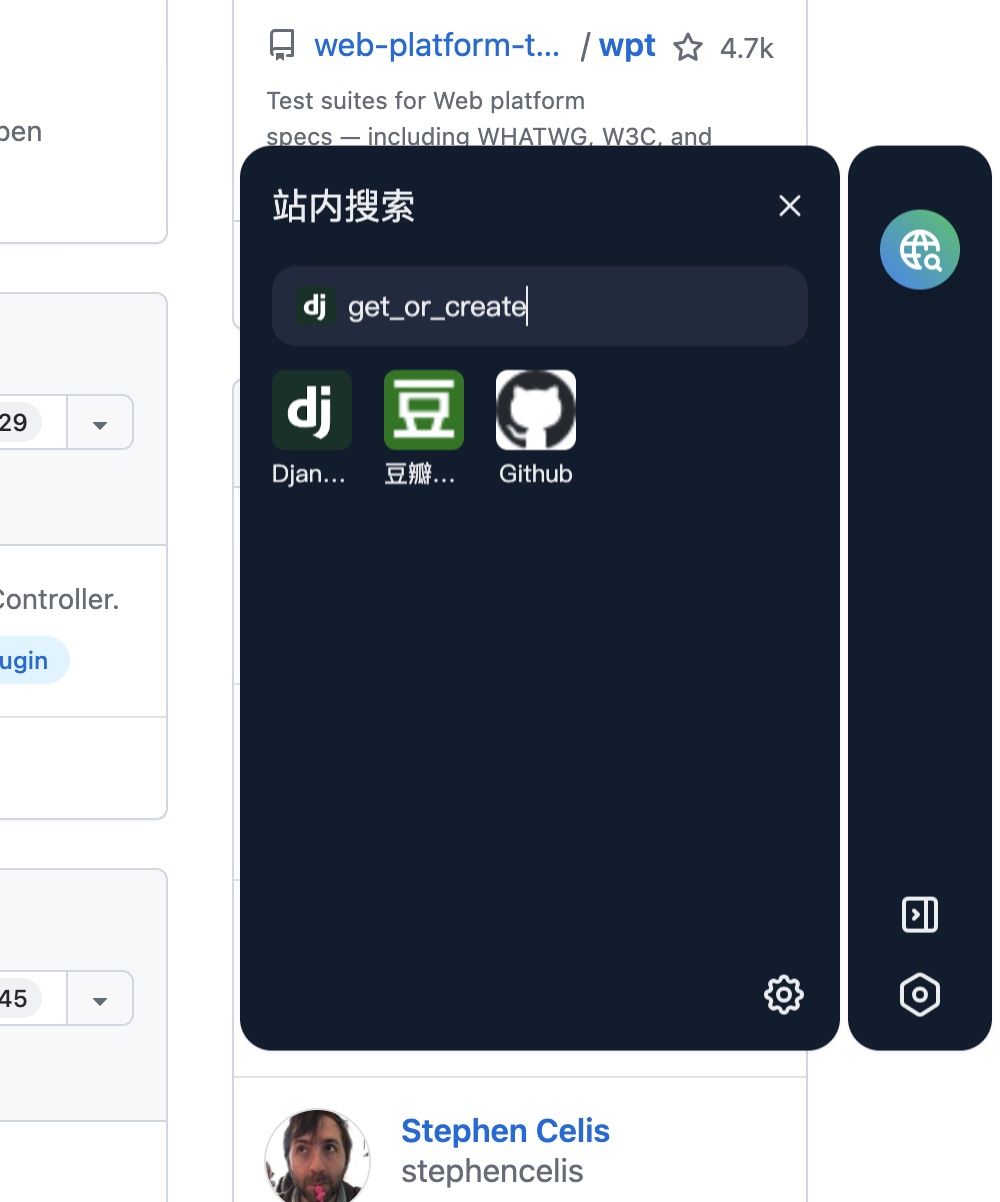 web-platform-t... / wpt 4.7k
Test suites for Web platform
specs — including WHATWG, W3C, and
pen
站内搜索
dj get_or_create
dj 豆
Djan... 豆瓣... Github
29
Controller.
ugin
45
Stephen Celis
stephencelis